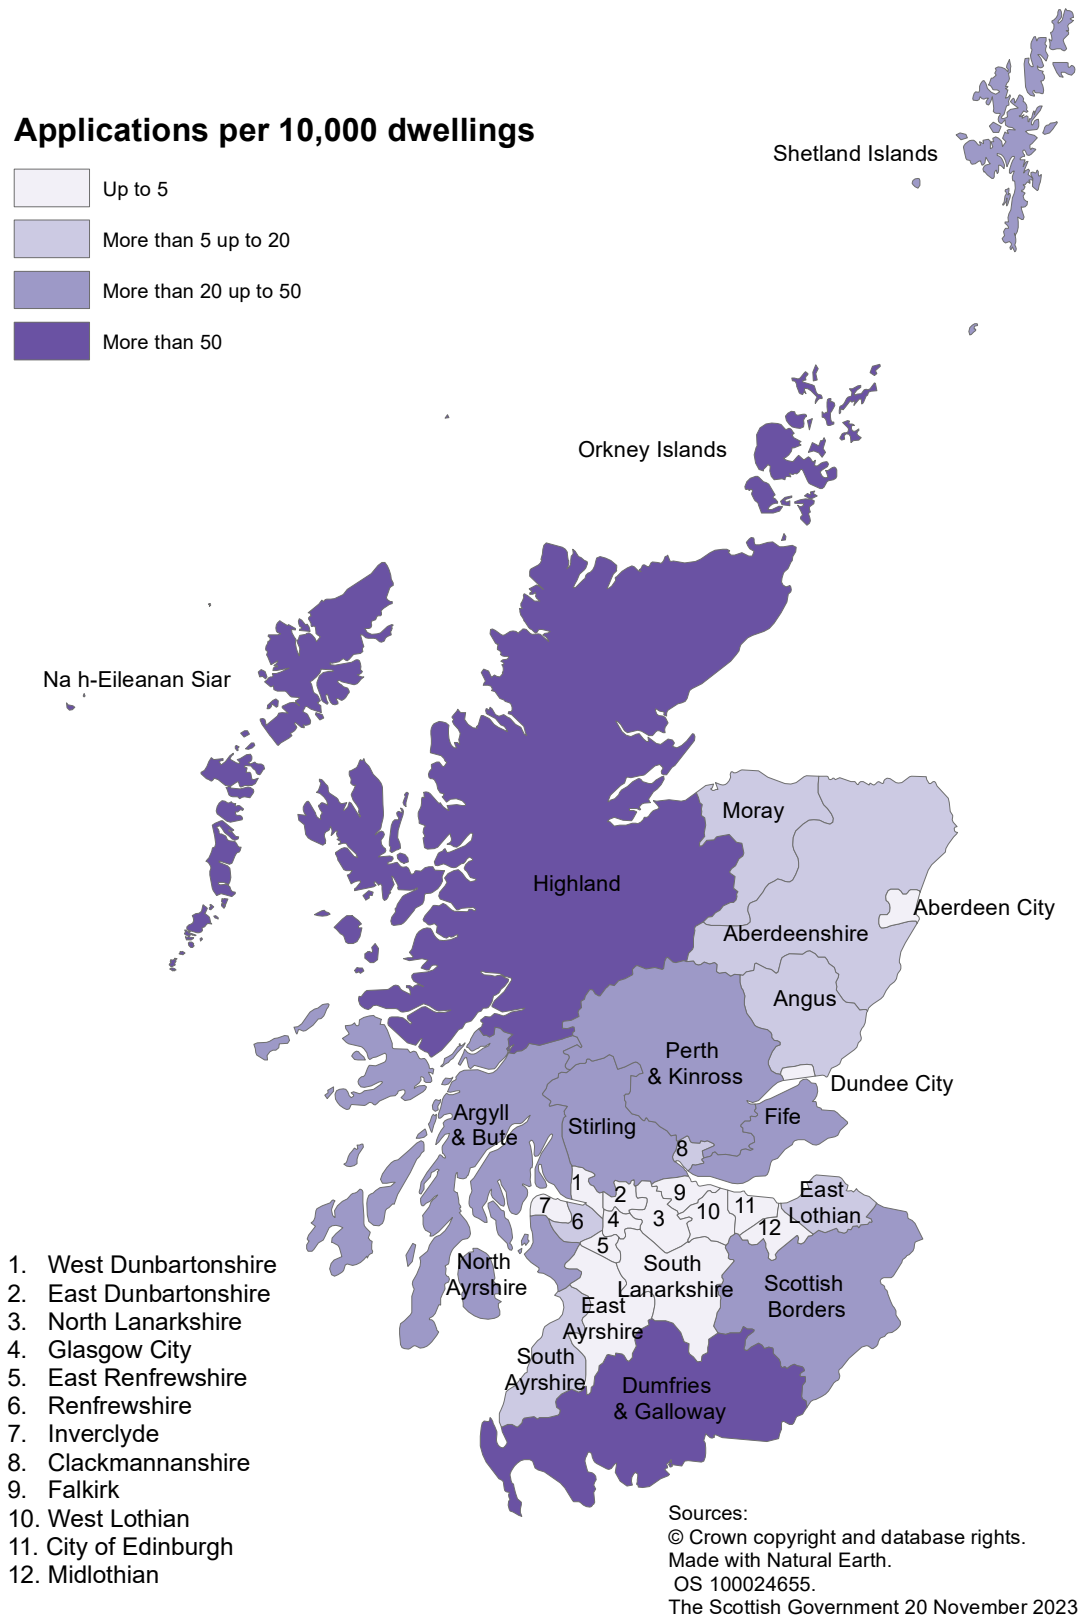 Applications per 10,000 dwellings
Up to 5
More than 5 up to 20
More than 20 up to 50
More than 50
Shetland Islands
Orkney Islands
Na h-Eileanan Siar
Moray
Highland
Aberdeen City
Aberdeenshire
Angus
Perth
& Kinross
Dundee City
Argyll
& Bute
Stirling
Fife
8
1
2
9
7
6
4
3
10
11
12
5
East
Lothian
North
Ayrshire
South
Lanarkshire
Scottish
Borders
East
Ayrshire
South
Ayrshire
Dumfries
& Galloway
1. West Dunbartonshire
2. East Dunbartonshire
3. North Lanarkshire
4. Glasgow City
5. East Renfrewshire
6. Renfrewshire
7. Inverclyde
8. Clackmannanshire
9. Falkirk
10. West Lothian
11. City of Edinburgh
12. Midlothian
Sources:
© Crown copyright and database rights.
Made with Natural Earth.
OS 100024655.
The Scottish Government 20 November 2023